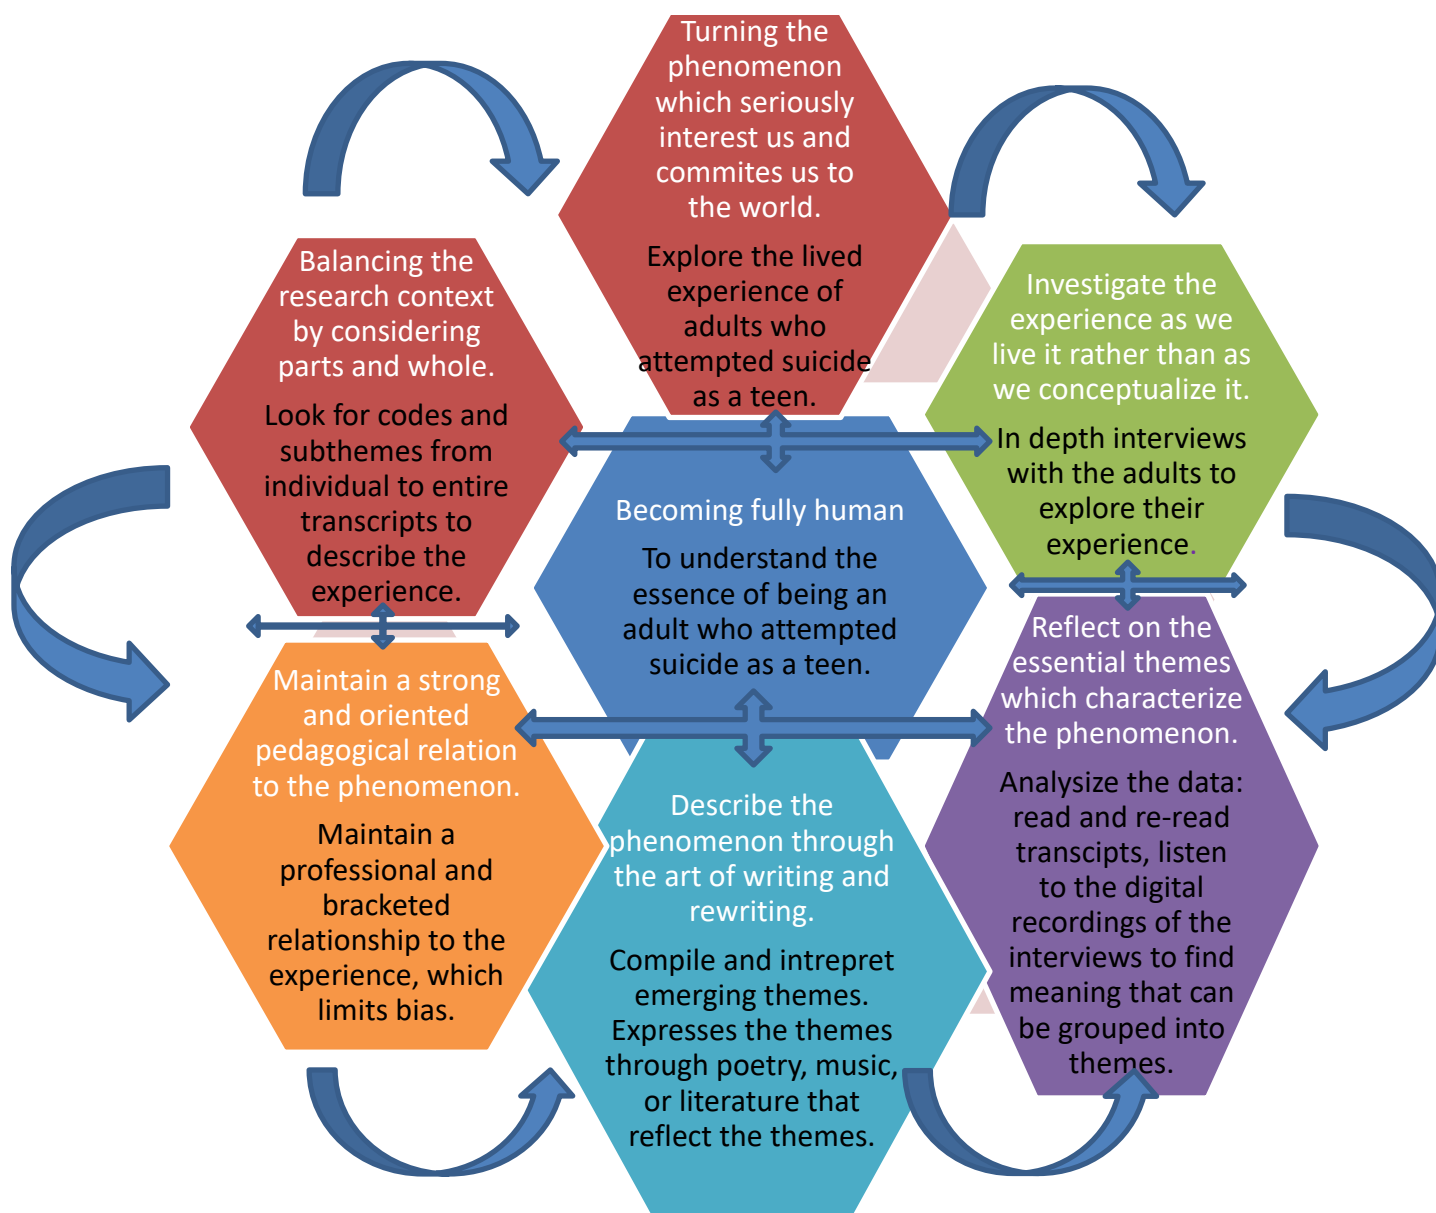 Turning the
phenomenon
which seriously
interest us and
commites us to
the world.
Explore the lived
experience of
adults who
attempted suicide
as a teen.
Balancing the
research context
by considering
parts and whole.
Look for codes and
subthemes from
individual to entire
transcripts to
describe the
experience.
Investigate the
experience as we
live it rather than as
we conceptualize it.
In depth interviews
with the adults to
explore their
experience.
Becoming fully human
To understand the
essence of being an
adult who attempted
suicide as a teen.
Maintain a strong
and oriented
pedagogical relation
to the phenomenon.
Maintain a
professional and
bracketed
relationship to the
experience, which
limits bias.
Describe the
phenomenon through
the art of writing and
rewriting.
Compile and intrepret
emerging themes.
Expresses the themes
through poetry, music,
or literature that
reflect the themes.
Reflect on the
essential themes
which characterize
the phenomenon.
Analysize the data:
read and re-read
transcipts, listen
to the digital
recordings of the
interviews to find
meaning that can
be grouped into
themes.